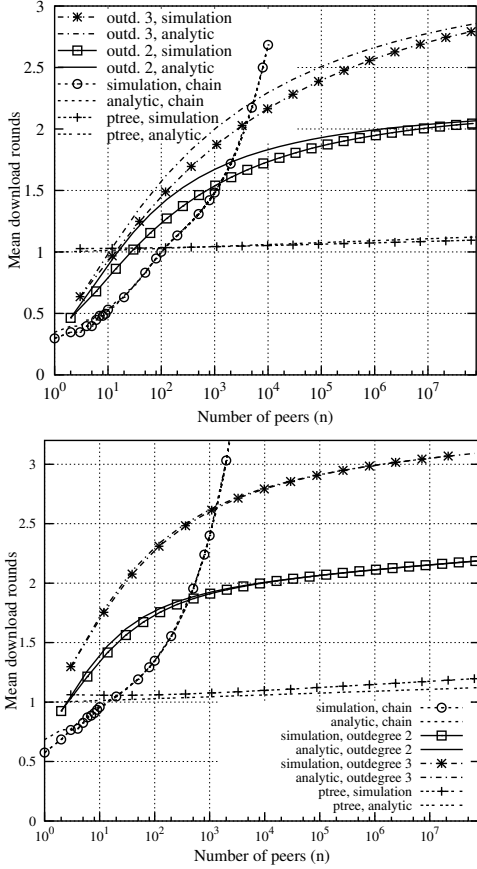 3
2.5
2
1.5
1
0.5
0
Mean download rounds
outd. 3, simulation
outd. 3, analytic
outd. 2, simulation
outd. 2, analytic
simulation, chain
analytic, chain
ptree, simulation
ptree, analytic
10^0 10^1 10^2 10^3 10^4 10^5 10^6 10^7
Number of peers (n)
3
2.5
2
1.5
1
0.5
0
Mean download rounds
simulation, chain
analytic, chain
simulation, outdegree 2
analytic, outdegree 2
simulation, outdegree 3
analytic, outdegree 3
ptree, simulation
ptree, analytic
10^0 10^1 10^2 10^3 10^4 10^5 10^6 10^7
Number of peers (n)